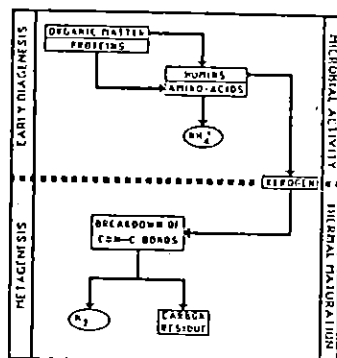 EARLY DIAGENESIS
ORGANIC MATTER
PROTEINS
HUMINS
AMINO-ACIDS
NH4+
MICROBIAL ACTIVITY
KEROGEN
METAGENESIS
BREAKDOWN OF
C=N-C BONDS
N2
CARBON
RESIDUE
THERMAL MATURATION